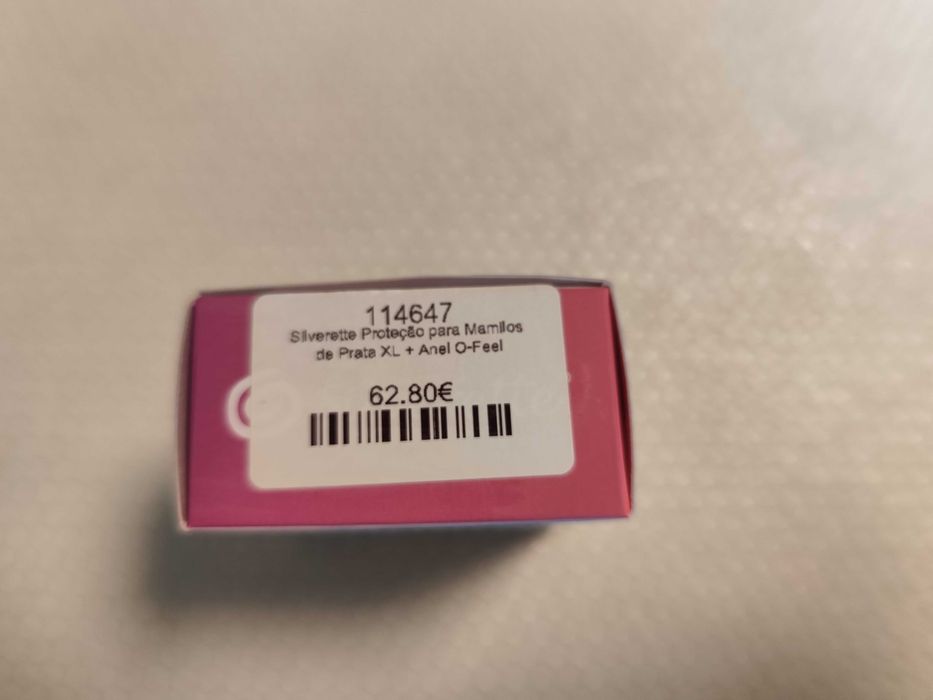 114647
Silverette Proteção para Mamilos
de Prata XL + Anel O-Feel
62.80€